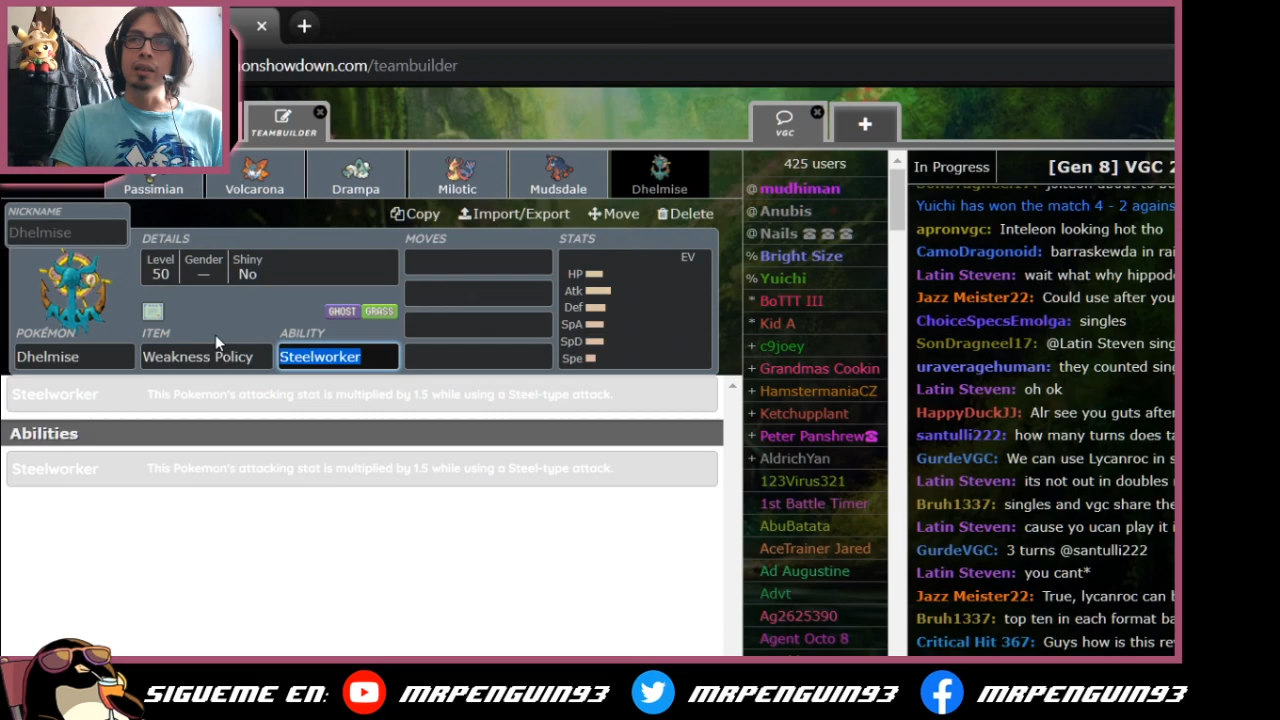 onshowdown.com/teambuilder
TEAMBUILDER
VGC
Passimian
Volcarona
Drampa
Milotic
Mudsdale
Dhelmise
NICKNAME
Dhelmise
Copy
Import/Export
Move
Delete
DETAILS
MOVES
STATS
Level
Gender
Shiny
50
—
No
EV
HP
Atk
Def
SpA
SpD
Spe
GHOST
GRASS
POKÉMON
ITEM
ABILITY
Dhelmise
Weakness Policy
Steelworker
Steelworker This Pokemon's attacking stat is multiplied by 1.5 while using a Steel-type attack.
Abilities
Steelworker This Pokemon's attacking stat is multiplied by 1.5 while using a Steel-type attack.
425 users
@ mudhiman
@ Anubis
@ Nails ☎ ☎ ☎
% Bright Size
% Yuichi
* BoTTT III
* Kid A
+ c9joey
+ Grandmas Cookin
+ HamstermaniaCZ
+ Ketchupplant
+ Peter Panshrew☎
+ AldrichYan
123Virus321
1st Battle Timer
AbuBatata
AceTrainer Jared
Ad Augustine
Advt
Ag2625390
Agent Octo 8
In Progress
[Gen 8] VGC 2
Yuichi has won the match 4 - 2 agains
apronvgc: Inteleon looking hot tho
CamoDragonoid: barraskewda in rai
Latin Steven: wait what why hippod
Jazz Meister22: Could use after you
ChoiceSpecsEmolga: singles
SonDragneel17: @Latin Steven sing
uraveragehuman: they counted sing
Latin Steven: oh ok
HappyDuckJJ: Alr see you guts after
santulli222: how many turns does ta
GurdeVGC: We can use Lycanroc in s
Latin Steven: its not out in doubles
Bruh1337: singles and vgc share the
Latin Steven: cause yo ucan play it i
GurdeVGC: 3 turns @santulli222
Latin Steven: you cant*
Jazz Meister22: True, lycanroc can b
Bruh1337: top ten in each format ba
Critical Hit 367: Guys how is this re
SIGUEME EN: MRPENGUIN93 MRPENGUIN93 MRPENGUIN93